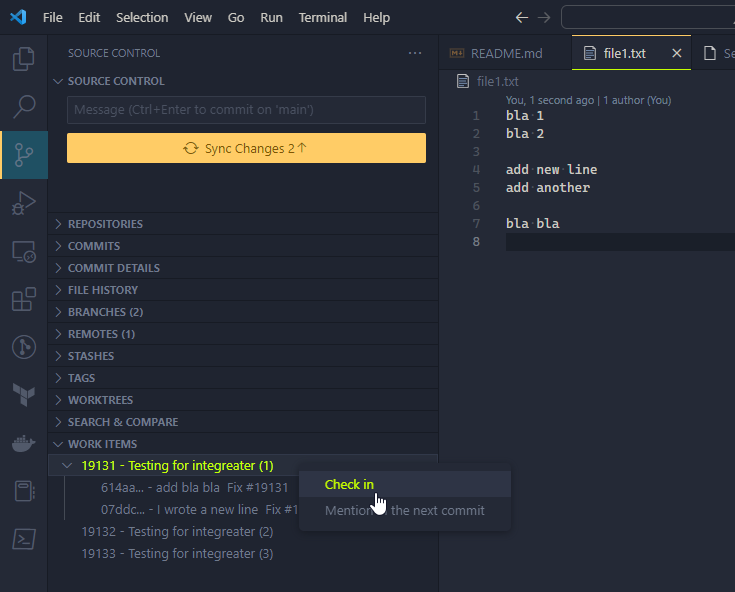 File Edit Selection View Go Run Terminal Help
SOURCE CONTROL
SOURCE CONTROL
Message (Ctrl+Enter to commit on 'main')
Sync Changes 2↑
REPOSITORIES
COMMITS
COMMIT DETAILS
FILE HISTORY
BRANCHES (2)
REMOTES (1)
STASHES
TAGS
WORKTREES
SEARCH & COMPARE
WORK ITEMS
19131 - Testing for integreater (1)
614aa... - add bla bla Fix #19131
07ddc... - I wrote a new line Fix #1
19132 - Testing for integreater (2)
19133 - Testing for integreater (3)
Check in
Mention the next commit
README.md
file1.txt
Se
file1.txt
You, 1 second ago | 1 author (You)
1 bla 1
2 bla 2
3
4 add new line
5 add another
6
7 bla bla
8